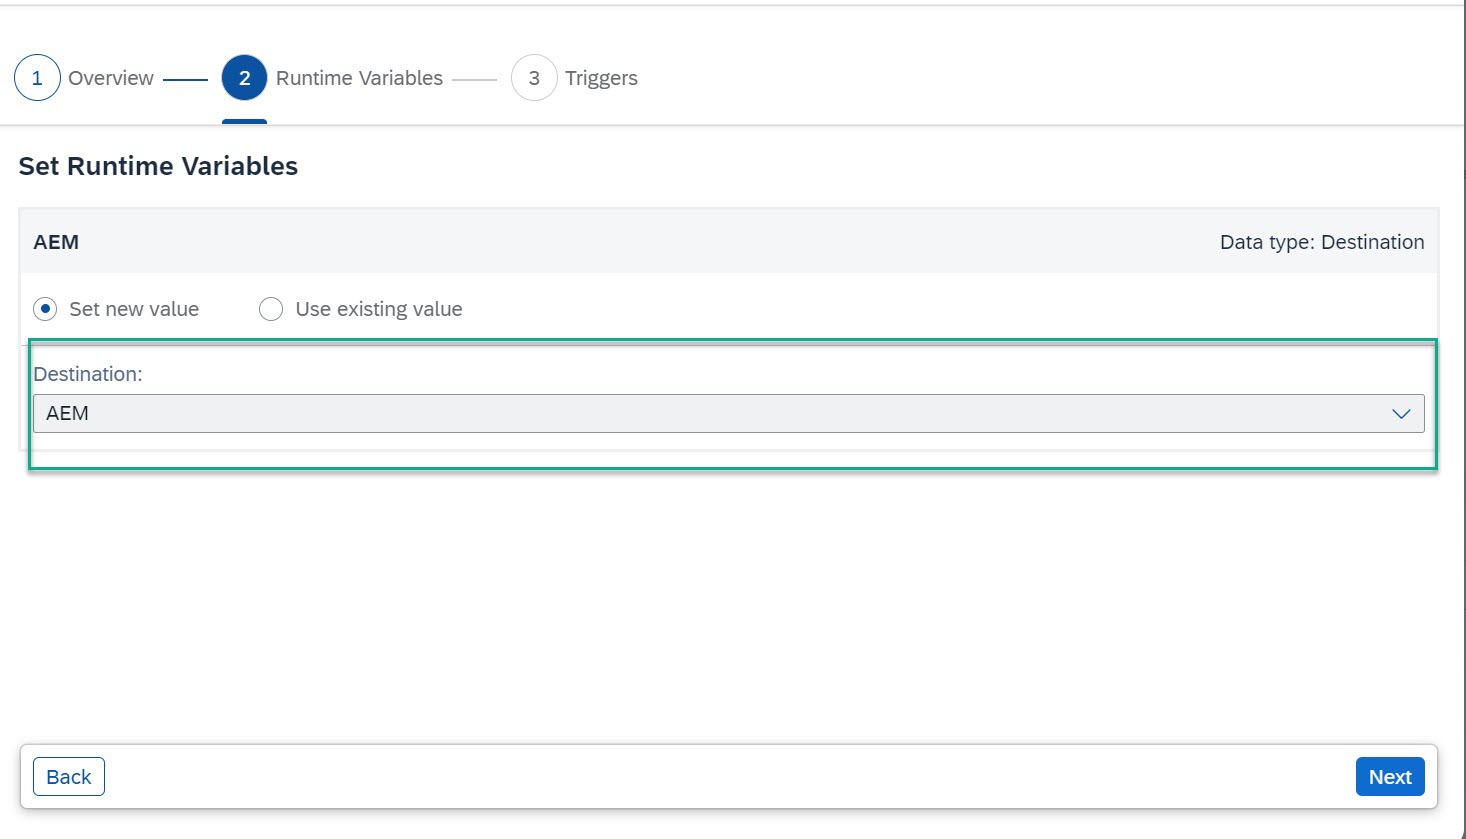 1 Overview 2 Runtime Variables 3 Triggers
Set Runtime Variables
AEM Data type: Destination
Set new value Use existing value
Destination:
AEM
Back Next